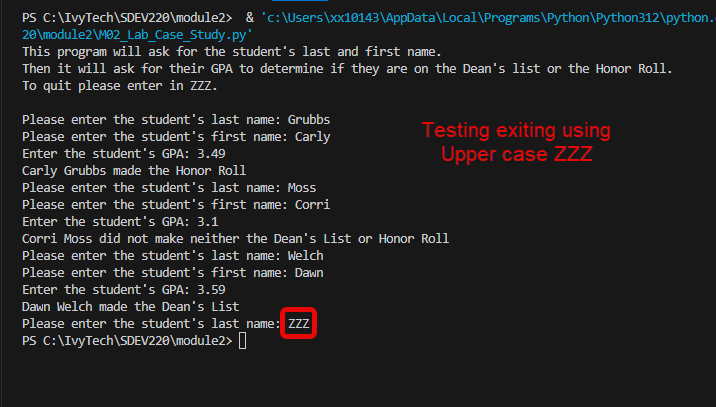 PS C:\IvyTech\SDEV220\module2>  & 'c:\Users\xx10143\AppData\Local\Programs\Python\Python312\python.
20\module2\M02_Lab_Case_Study.py'
This program will ask for the student's last and first name.
Then it will ask for their GPA to determine if they are on the Dean's list or the Honor Roll.
To quit please enter in ZZZ.
Please enter the student's last name: Grubbs
Please enter the student's first name: Carly
Enter the student's GPA: 3.49
Carly Grubbs made the Honor Roll
Please enter the student's last name: Moss
Please enter the student's first name: Corri
Enter the student's GPA: 3.1
Corri Moss did not make neither the Dean's List or Honor Roll
Please enter the student's last name: Welch
Please enter the student's first name: Dawn
Enter the student's GPA: 3.59
Dawn Welch made the Dean's List
Please enter the student's last name: ZZZ
PS C:\IvyTech\SDEV220\module2>
Testing exiting using
Upper case ZZZ